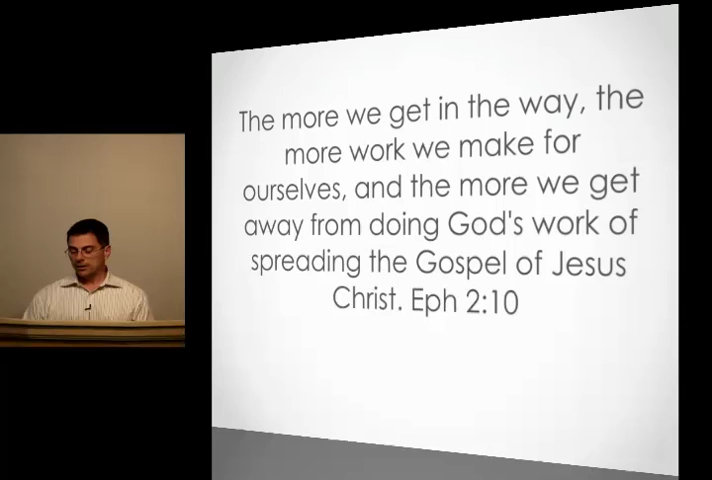 The more we get in the way, the
more work we make for
ourselves, and the more we get
away from doing God's work of
spreading the Gospel of Jesus
Christ. Eph 2:10